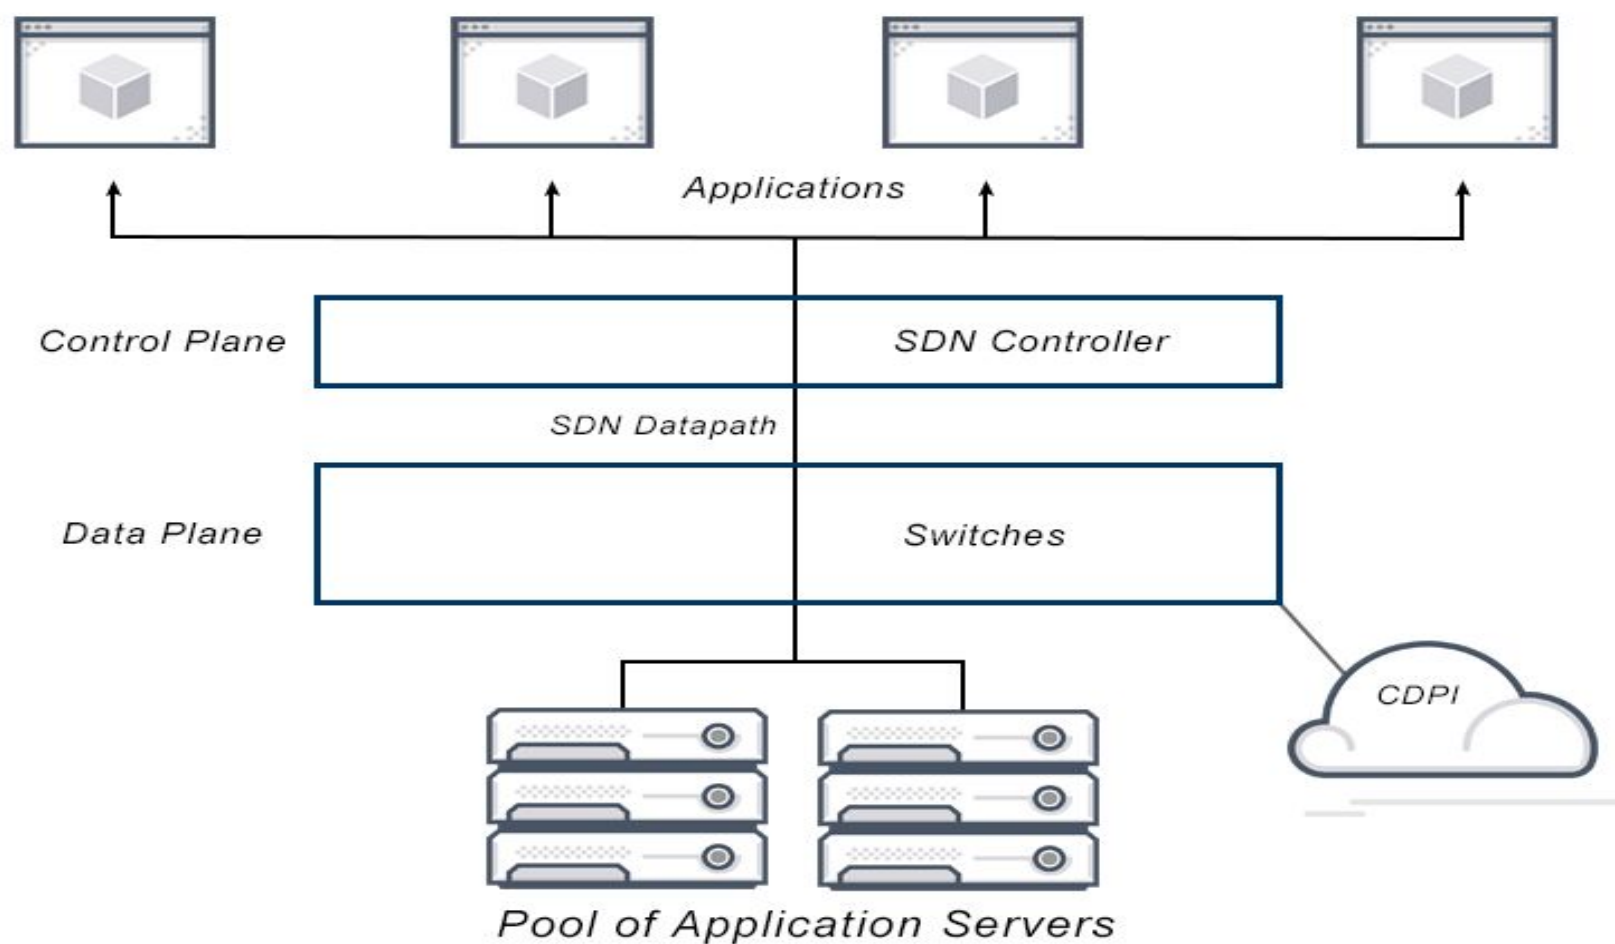 Applications
Control Plane
SDN Controller
SDN Datapath
Data Plane
Switches
CDPI
Pool of Application Servers